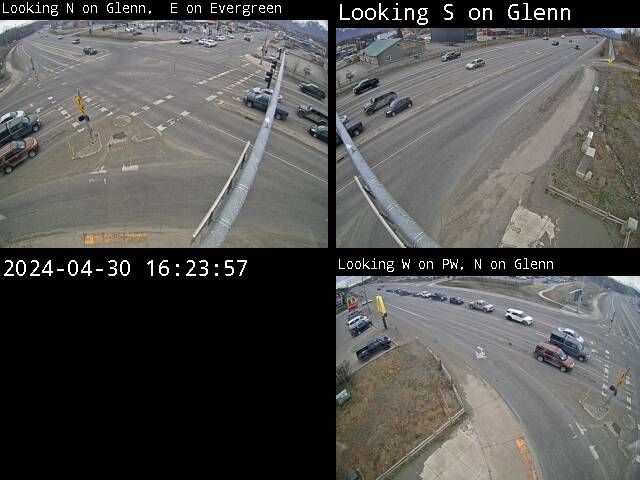 Looking N on Glenn,  E on Evergreen
Looking S on Glenn
2024-04-30 16:23:57
Looking W on PW, N on Glenn